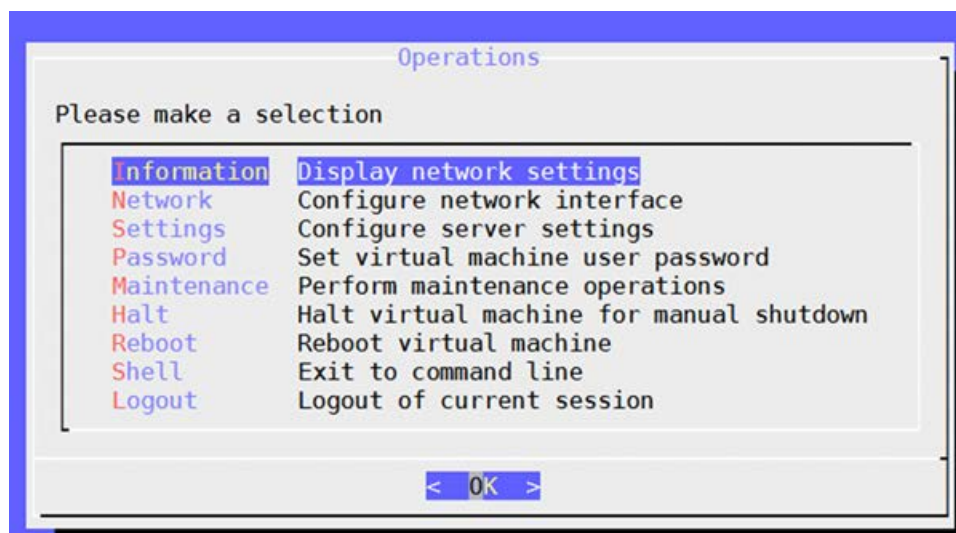 Operations
Please make a selection
Information Display network settings
Network Configure network interface
Settings Configure server settings
Password Set virtual machine user password
Maintenance Perform maintenance operations
Halt Halt virtual machine for manual shutdown
Reboot Reboot virtual machine
Shell Exit to command line
Logout Logout of current session
< OK >